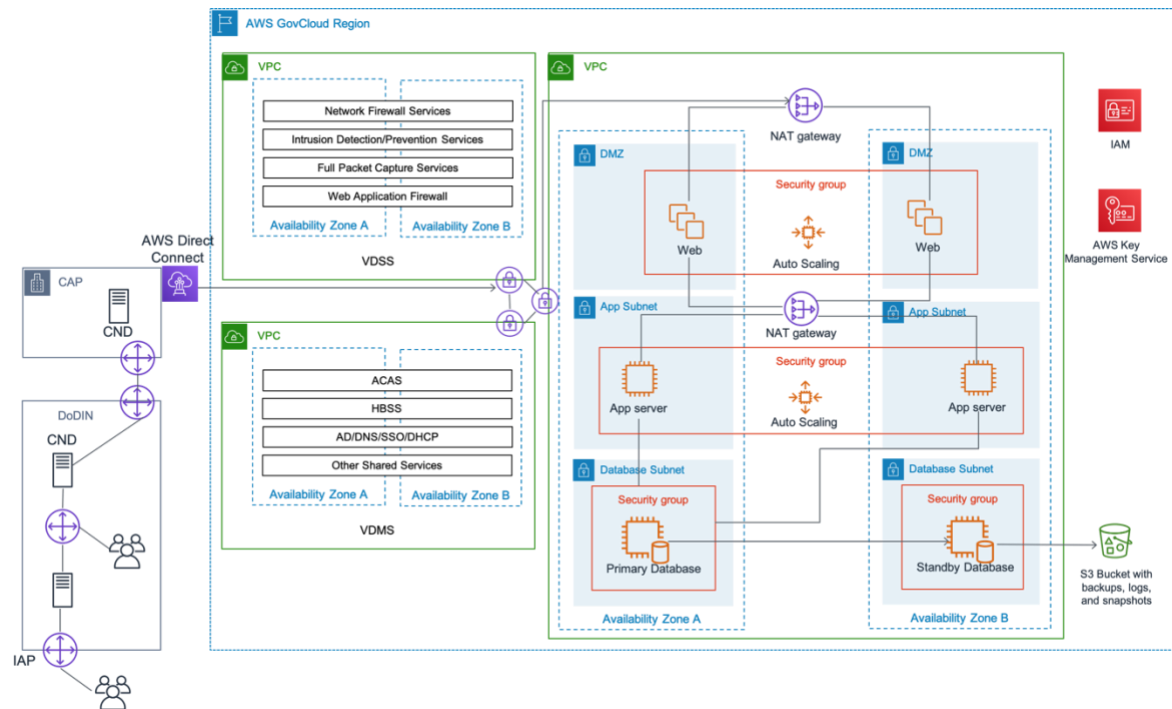 AWS GovCloud Region
VPC
Network Firewall Services
Intrusion Detection/Prevention Services
Full Packet Capture Services
Web Application Firewall
Availability Zone A
Availability Zone B
VDSS
AWS Direct
Connect
CAP
CND
DoDIN
CND
IAP
VPC
ACAS
HBSS
AD/DNS/SSO/DHCP
Other Shared Services
Availability Zone A
Availability Zone B
VDMS
VPC
NAT gateway
DMZ
DMZ
Security group
Web
Auto Scaling
Web
App Subnet
NAT gateway
App Subnet
Security group
App server
Auto Scaling
App server
Database Subnet
Database Subnet
Security group
Security group
Primary Database
Standby Database
Availability Zone A
Availability Zone B
IAM
AWS Key
Management Service
S3 Bucket with
backups, logs,
and snapshots